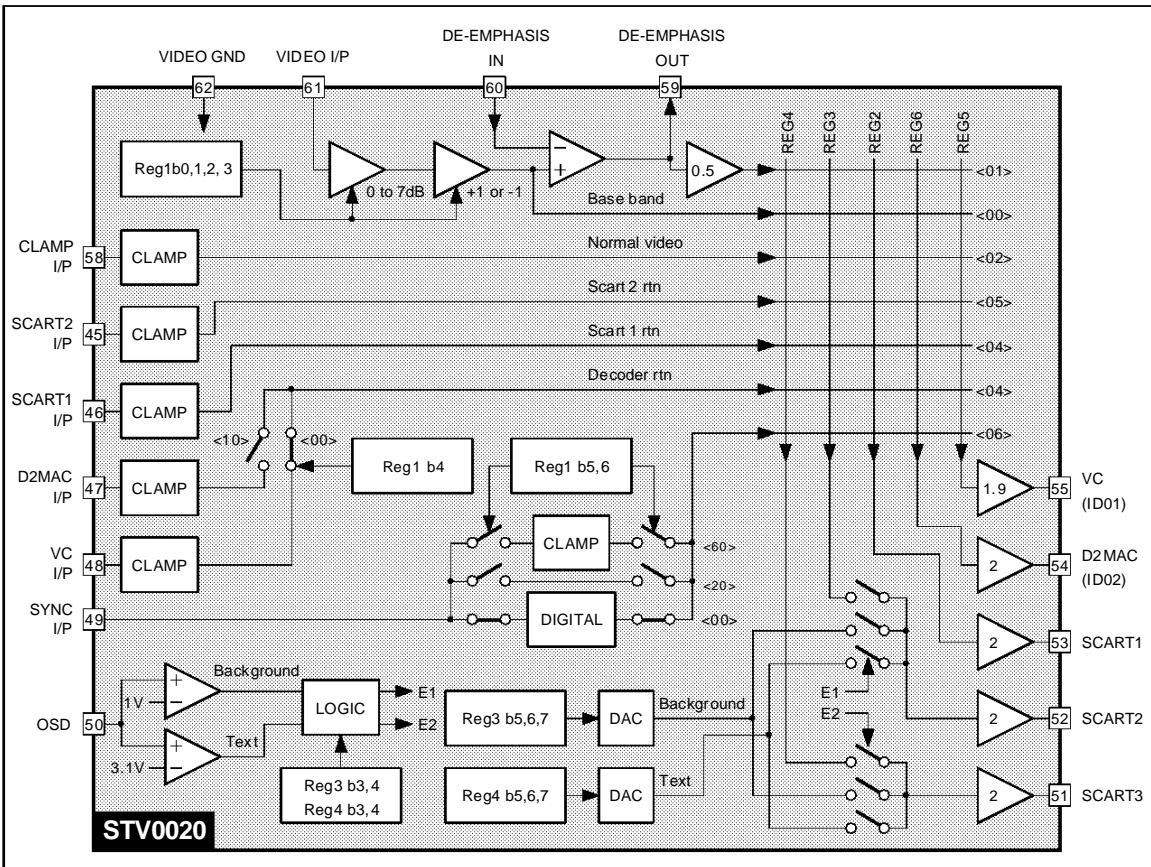 DE-EMPHASIS IN
DE-EMPHASIS OUT
VIDEO GND
VIDEO I/P
62
61
60
59
REG4
REG3
REG2
REG6
REG5
Reg1b0,1,2, 3
0 to 7dB
+1 or -1
−
+
0.5
<01>
Base band
<00>
CLAMP I/P
58
CLAMP
Normal video
<02>
SCART2 I/P
45
CLAMP
Scart 2 rtn
<05>
SCART1 I/P
46
CLAMP
Scart 1 rtn
<04>
Decoder rtn
<04>
<10>
<00>
<06>
D2MAC I/P
47
CLAMP
Reg1 b4
Reg1 b5,6
1.9
55
VC (ID01)
VC I/P
48
CLAMP
CLAMP
<60>
<20>
2
54
D2MAC (ID02)
SYNC I/P
49
DIGITAL
<00>
2
53
SCART1
OSD
50
+
1V
−
Background
+
3.1V
−
Text
LOGIC
E1
E2
Reg3 b3,4
Reg4 b3,4
Reg3 b5,6,7
DAC
Background
Reg4 b5,6,7
DAC
Text
E1
E2
2
52
SCART2
2
51
SCART3
STV0020